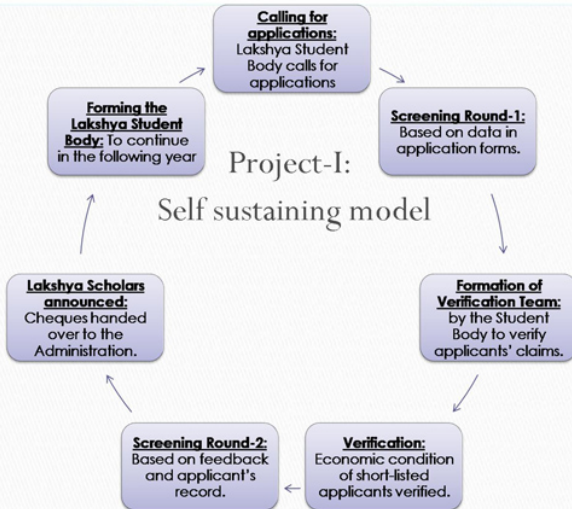 Calling for
applications:
Lakshya Student
Body calls for
applications
Screening Round-1:
Based on data in
application forms.
Formation of
Verification Team:
by the Student
Body to verify
applicants' claims.
Verification:
Economic condition
of short-listed
applicants verified.
Screening Round-2:
Based on feedback
and applicant's
record.
Lakshya Scholars
announced:
Cheques handed
over to the
Administration.
Forming the
Lakshya Student
Body: To continue
in the following year
Project-I:
Self sustaining model